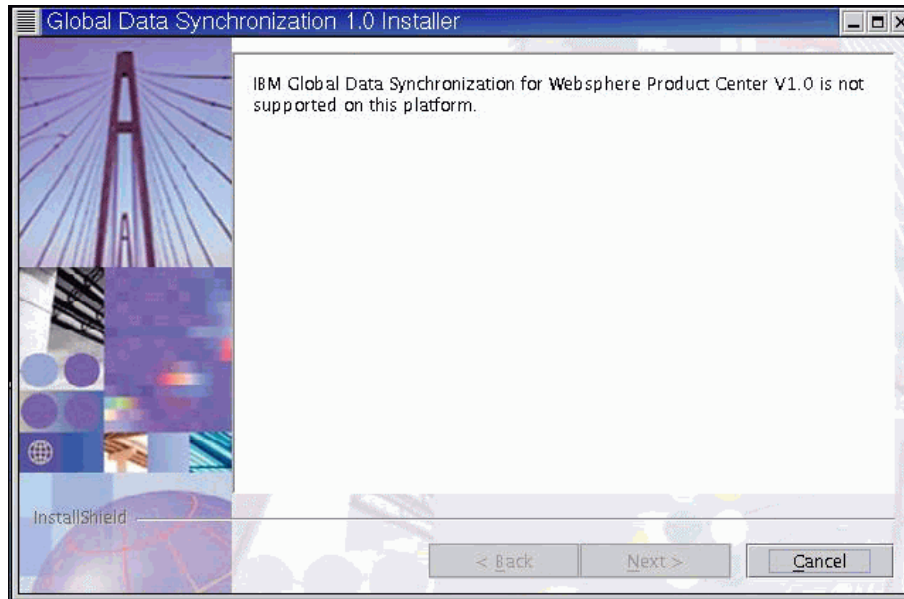 Global Data Synchronization 1.0 Installer
IBM Global Data Synchronization for Websphere Product Center V1.0 is not
supported on this platform.
InstallShield
< Back
Next >
Cancel